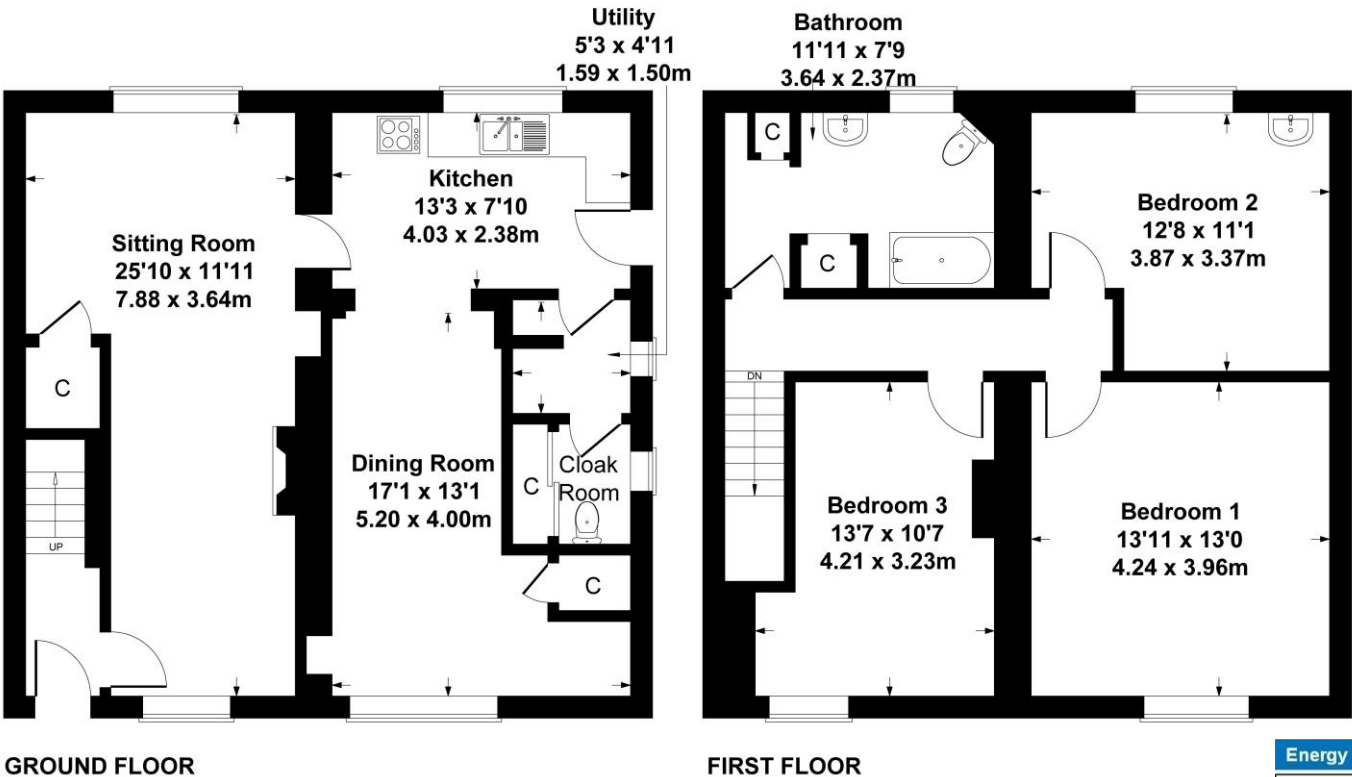 Utility
5'3 x 4'11
1.59 x 1.50m
Bathroom
11'11 x 7'9
3.64 x 2.37m
Kitchen
13'3 x 7'10
4.03 x 2.38m
Sitting Room
25'10 x 11'11
7.88 x 3.64m
C
UP
Dining Room
17'1 x 13'1
5.20 x 4.00m
C
Cloak
Room
C
C
C
Bedroom 2
12'8 x 11'1
3.87 x 3.37m
DN
Bedroom 3
13'7 x 10'7
4.21 x 3.23m
Bedroom 1
13'11 x 13'0
4.24 x 3.96m
GROUND FLOOR
FIRST FLOOR
Energy